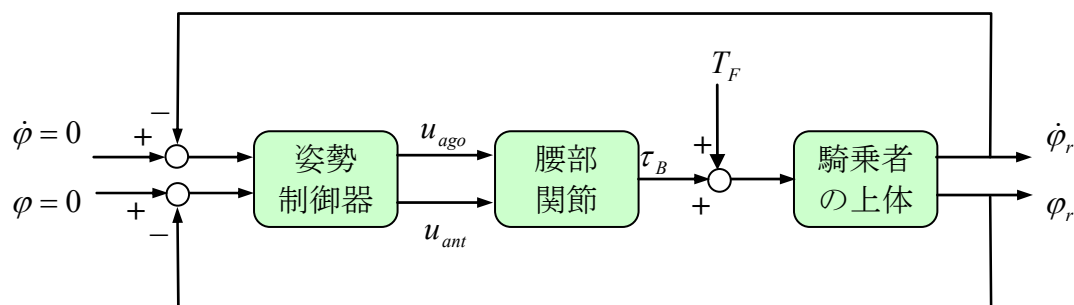 T_F
−
φ̇ = 0
+
u_ago
+
φ̇_r
姿勢
制御器
腰部
関節
τ_B
騎乗者
の上体
φ = 0
+
+
φ_r
−
u_ant